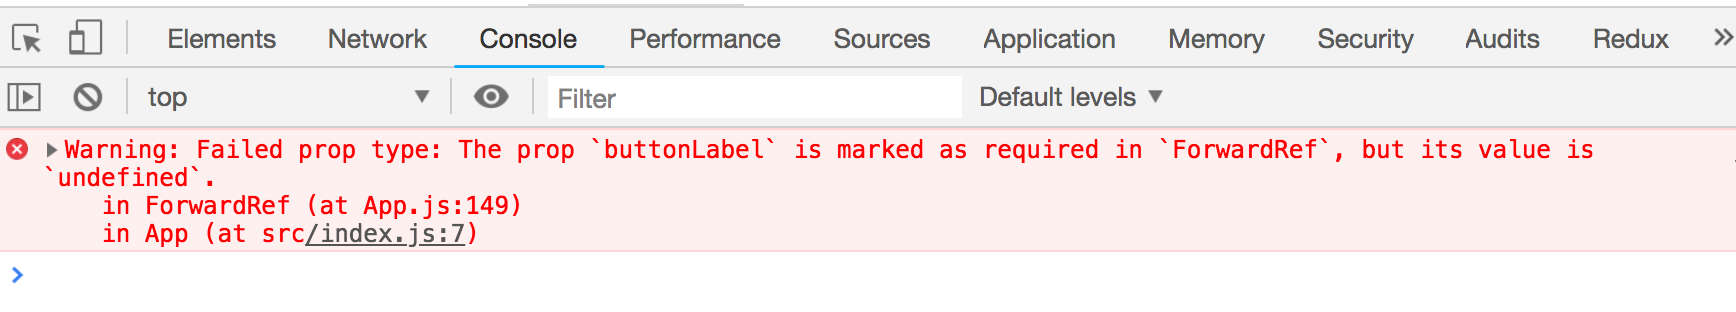 Elements Network Console Performance Sources Application Memory Security Audits Redux
top Filter Default levels
Warning: Failed prop type: The prop `buttonLabel` is marked as required in `ForwardRef`, but its value is
`undefined`.
in ForwardRef (at App.js:149)
in App (at src/index.js:7)